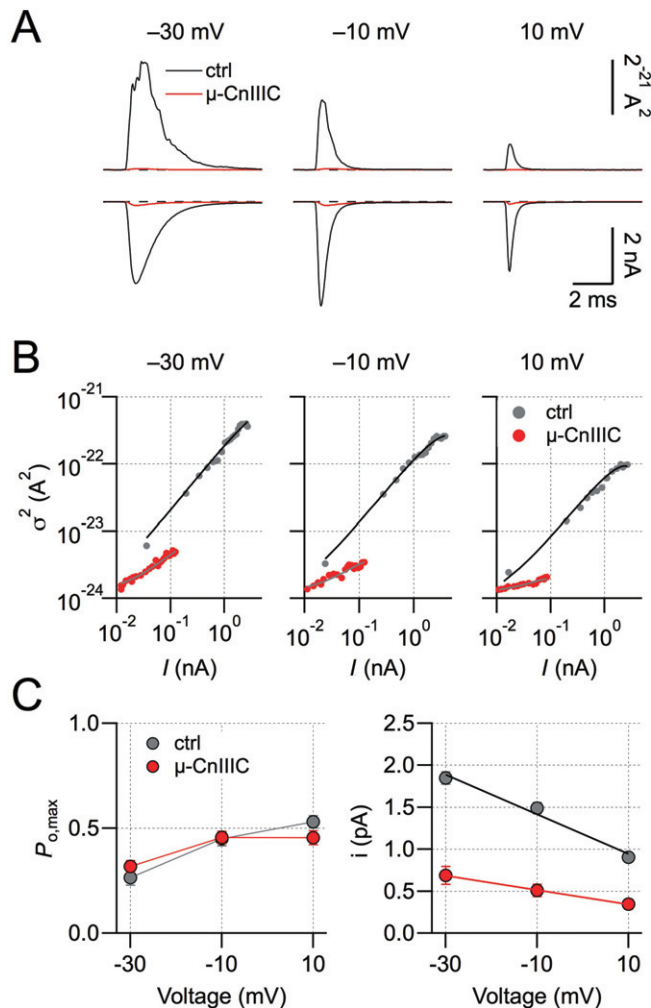 A
–30 mV
–10 mV
10 mV
ctrl
µ-CnIIIC
2⁻²¹
A²
2 nA
2 ms
B
–30 mV
–10 mV
10 mV
10⁻²¹
10⁻²²
10⁻²³
10⁻²⁴
σ² (A²)
ctrl
µ-CnIIIC
10⁻² 10⁻¹ 10⁰
10⁻² 10⁻¹ 10⁰
10⁻² 10⁻¹ 10⁰
I (nA)
I (nA)
I (nA)
C
1.0
0.5
0.0
Pₒ,ₘₐₓ
ctrl
µ-CnIIIC
-30 -10 10
Voltage (mV)
2.5
2.0
1.5
1.0
0.5
0.0
i (pA)
-30 -10 10
Voltage (mV)